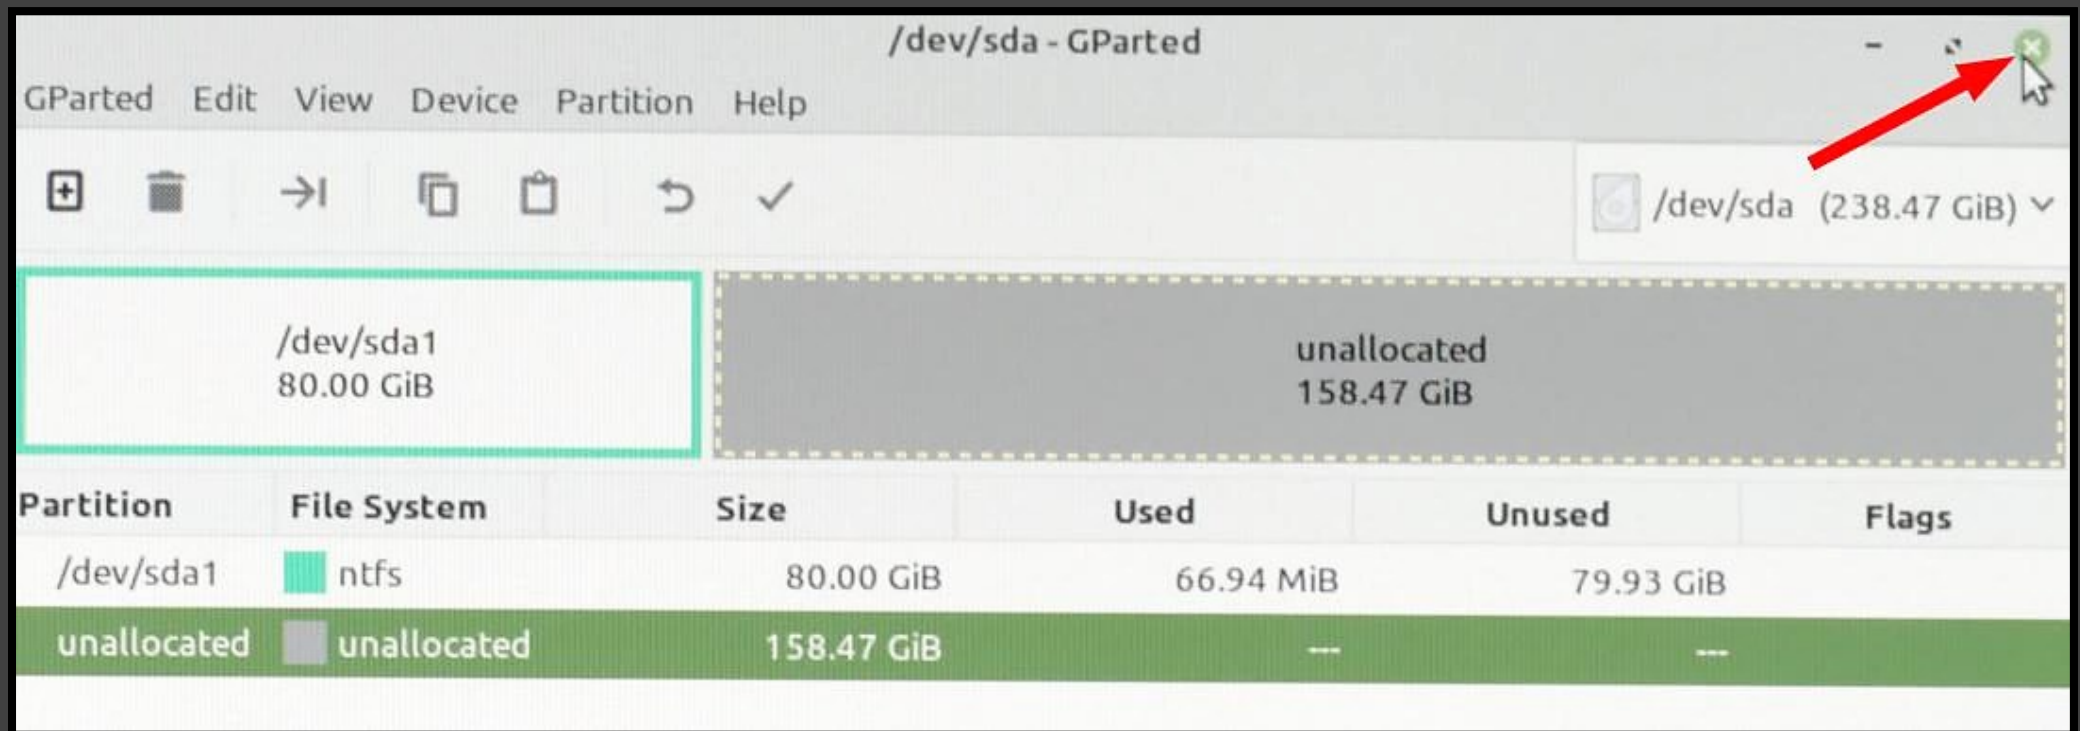 /dev/sda - GParted
GParted Edit View Device Partition Help
/dev/sda (238.47 GiB)
/dev/sda1
80.00 GiB
unallocated
158.47 GiB
Partition File System Size Used Unused Flags
/dev/sda1 ntfs 80.00 GiB 66.94 MiB 79.93 GiB
unallocated unallocated 158.47 GiB --- ---